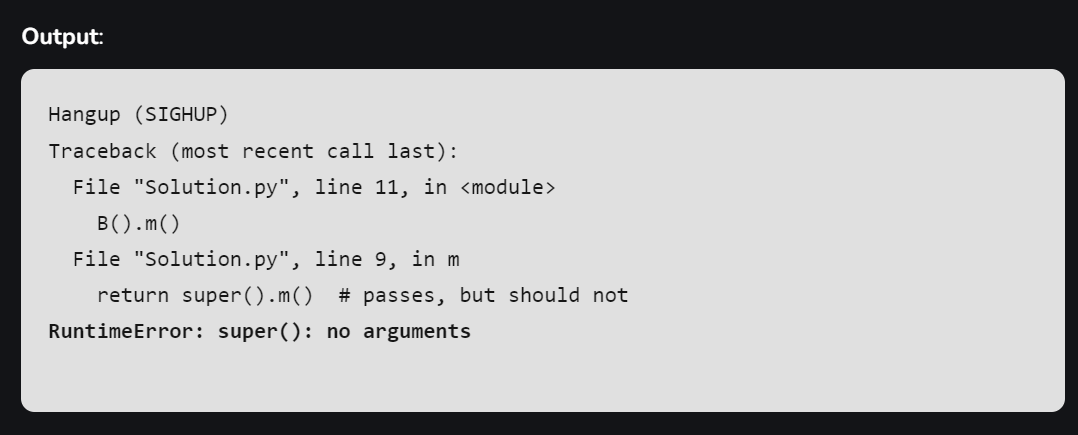 Output:
Hangup (SIGHUP)
Traceback (most recent call last):
  File "Solution.py", line 11, in <module>
    B().m()
  File "Solution.py", line 9, in m
    return super().m()  # passes, but should not
RuntimeError: super(): no arguments